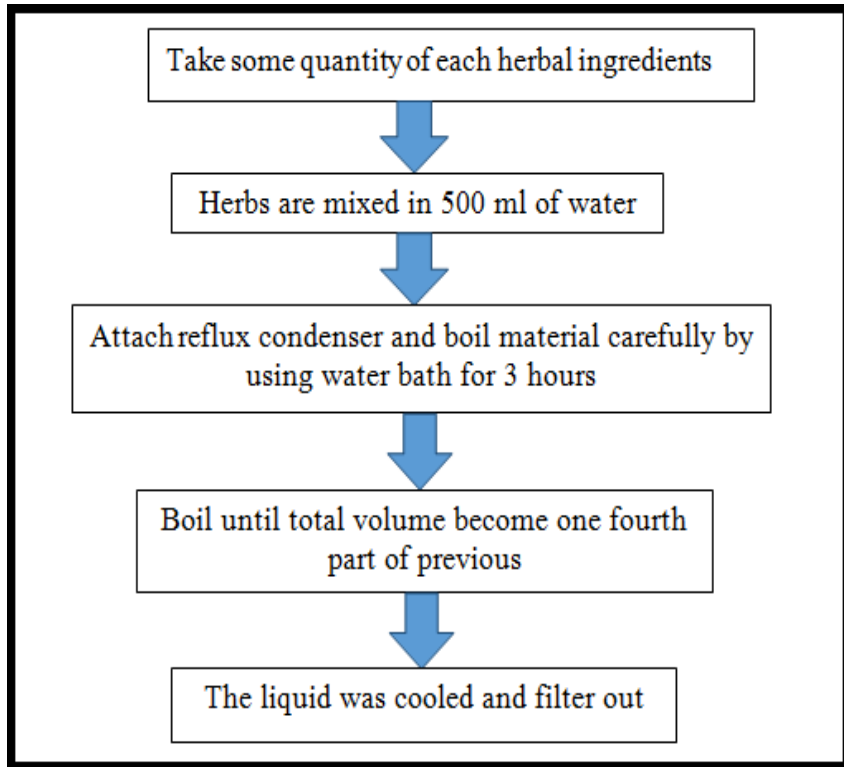 Take some quantity of each herbal ingredients
Herbs are mixed in 500 ml of water
Attach reflux condenser and boil material carefully by
using water bath for 3 hours
Boil until total volume become one fourth
part of previous
The liquid was cooled and filter out